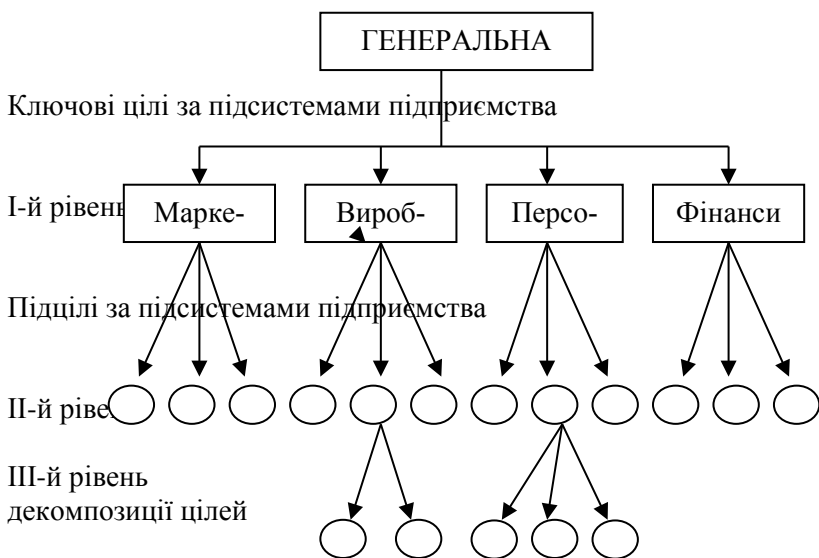 ГЕНЕРАЛЬНА
Ключові цілі за підсистемами підприємства
І-й рівень
Марке-
Вироб-
Персо-
Фінанси
Підцілі за підсистемами підприємства
ІІ-й ріве
ІІІ-й рівень
декомпозиції цілей